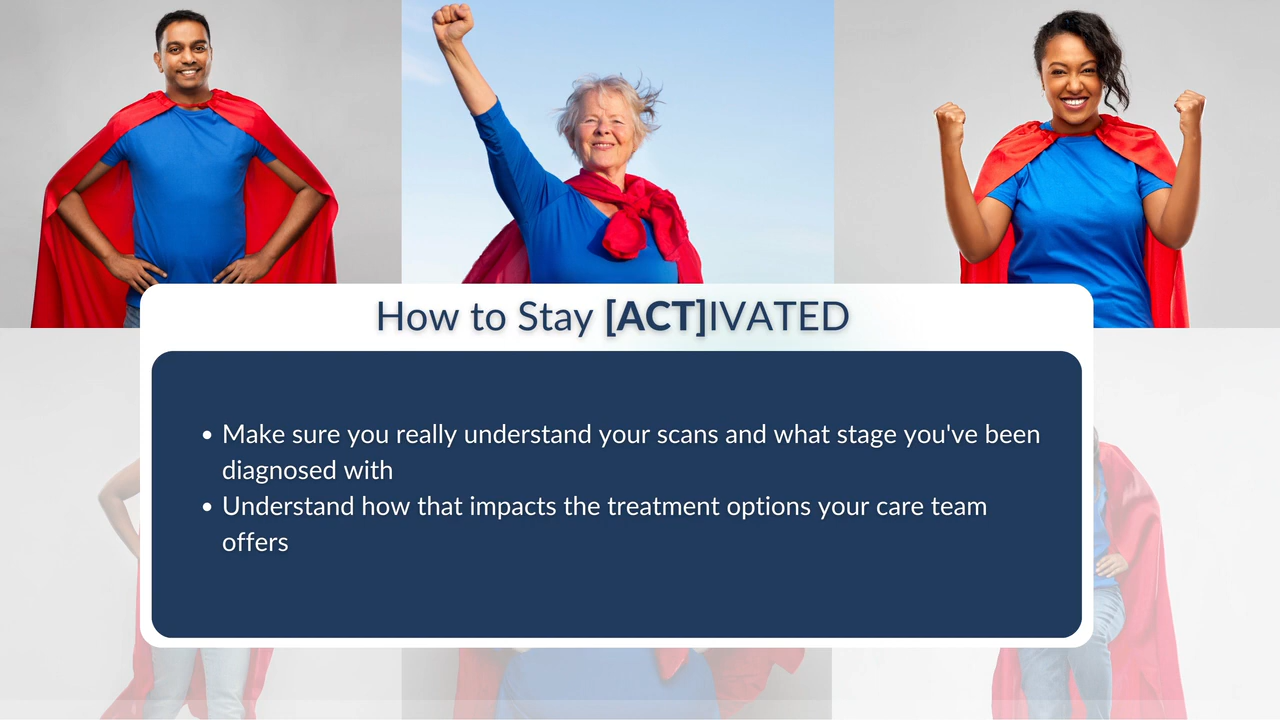 How to Stay [ACT]IVATED
• Make sure you really understand your scans and what stage you've been
diagnosed with
• Understand how that impacts the treatment options your care team
offers